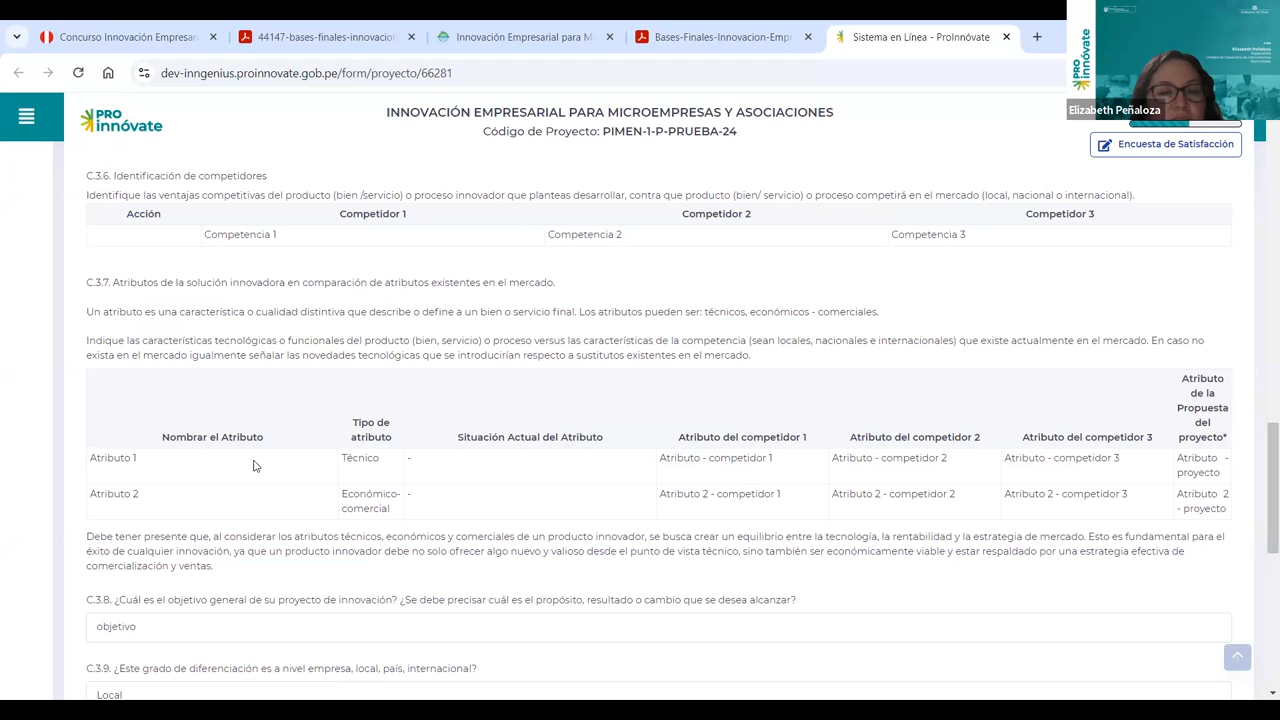 Concurso Innovación Empresar
44147-bases-finales-innovacion
Innovación Empresarial para Mi
Bases-Finales-Innovacion-Emp
Sistema en Línea - ProInnóvate
dev-inngenius.proinnovate.gob.pe/form/proyecto/66281
PRO innóvate
Elizabeth Peñaloza
PRO innóvate
INNOVACIÓN EMPRESARIAL PARA MICROEMPRESAS Y ASOCIACIONES
Código de Proyecto: PIMEN-1-P-PRUEBA-24
Encuesta de Satisfacción
C.3.6. Identificación de competidores
Identifique las ventajas competitivas del producto (bien /servicio) o proceso innovador que planteas desarrollar, contra que producto (bien/ servicio) o proceso competirá en el mercado (local, nacional o internacional).
Acción Competidor 1 Competidor 2 Competidor 3
Competencia 1 Competencia 2 Competencia 3
C.3.7. Atributos de la solución innovadora en comparación de atributos existentes en el mercado.
Un atributo es una característica o cualidad distintiva que describe o define a un bien o servicio final. Los atributos pueden ser: técnicos, económicos - comerciales.
Indique las características tecnológicas o funcionales del producto (bien, servicio) o proceso versus las características de la competencia (sean locales, nacionales e internacionales) que existe actualmente en el mercado. En caso no
exista en el mercado igualmente señalar las novedades tecnológicas que se introducirían respecto a sustitutos existentes en el mercado.
Atributo
de la
Propuesta
Tipo de del
Nombrar el Atributo atributo Situación Actual del Atributo Atributo del competidor 1 Atributo del competidor 2 Atributo del competidor 3 proyecto*
Atributo 1 Técnico - Atributo - competidor 1 Atributo - competidor 2 Atributo - competidor 3 Atributo -
proyecto
Atributo 2 Económico- - Atributo 2 - competidor 1 Atributo 2 - competidor 2 Atributo 2 - competidor 3 Atributo 2
comercial - proyecto
Debe tener presente que, al considerar los atributos técnicos, económicos y comerciales de un producto innovador, se busca crear un equilibrio entre la tecnología, la rentabilidad y la estrategia de mercado. Esto es fundamental para el
éxito de cualquier innovación, ya que un producto innovador debe no solo ofrecer algo nuevo y valioso desde el punto de vista técnico, sino también ser económicamente viable y estar respaldado por una estrategia efectiva de
comercialización y ventas.
C.3.8. ¿Cuál es el objetivo general de su proyecto de innovación? ¿Se debe precisar cuál es el propósito, resultado o cambio que se desea alcanzar?
objetivo
C.3.9. ¿Este grado de diferenciación es a nivel empresa, local, país, internacional?
Local